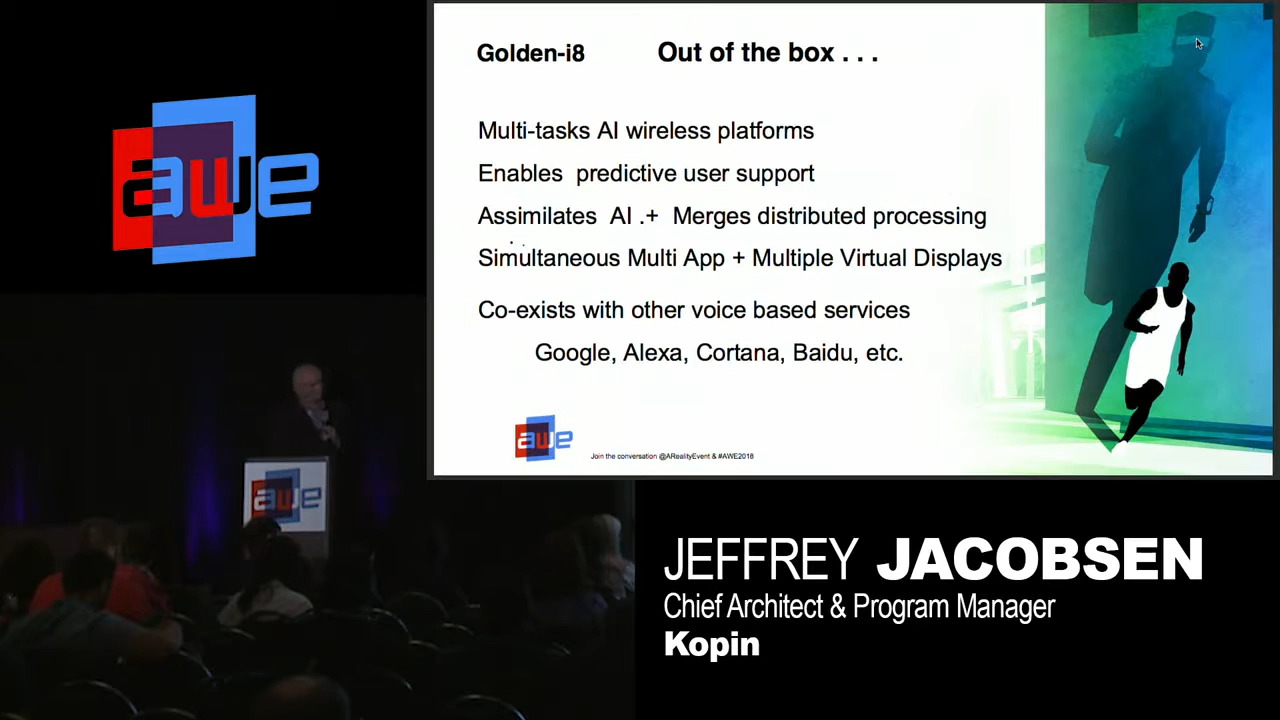 awe
Golden-i8 Out of the box . . .
Multi-tasks AI wireless platforms
Enables predictive user support
Assimilates AI .+ Merges distributed processing
Simultaneous Multi App + Multiple Virtual Displays
Co-exists with other voice based services
Google, Alexa, Cortana, Baidu, etc.
awe
Join the conversation @ARealityEvent & #AWE2018
awe
JEFFREY JACOBSEN
Chief Architect & Program Manager
Kopin